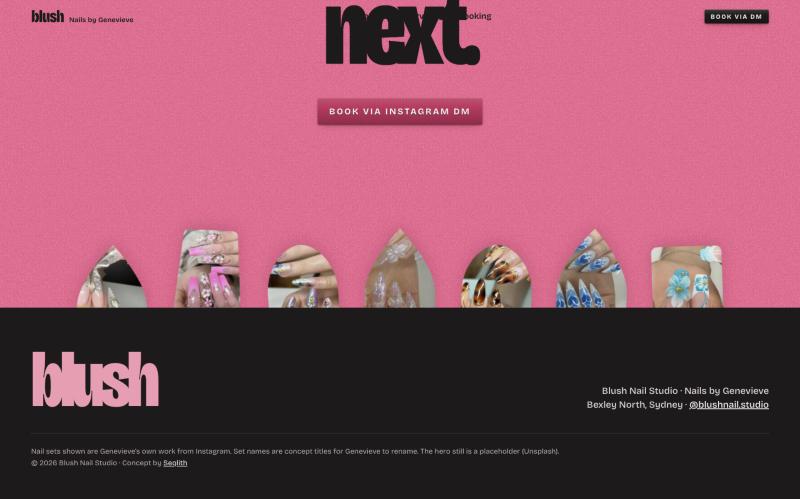 blush Nails by Genevieve
ooking
BOOK VIA DM
next.
BOOK VIA INSTAGRAM DM
blush
Blush Nail Studio · Nails by Genevieve
Bexley North, Sydney · @blushnail.studio
Nail sets shown are Genevieve's own work from Instagram. Set names are concept titles for Genevieve to rename. The hero still is a placeholder (Unsplash).
© 2026 Blush Nail Studio · Concept by Seqlith